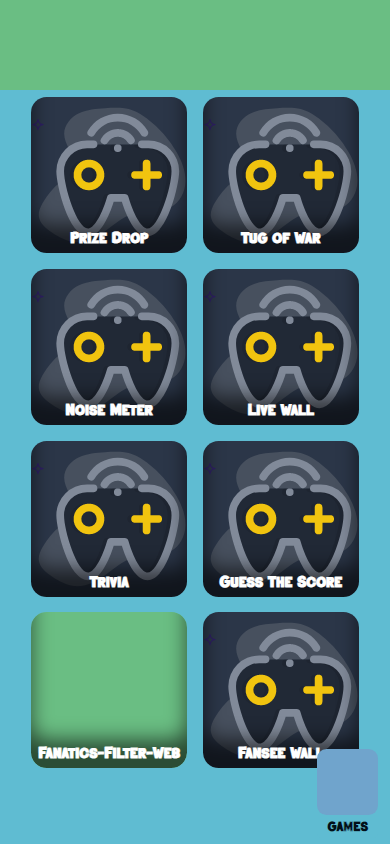 Prize Drop
Tug of War
Noise Meter
Live Wall
Trivia
Guess The Score
Fanatics-Filter-Web
Fansee Wall
GAMES